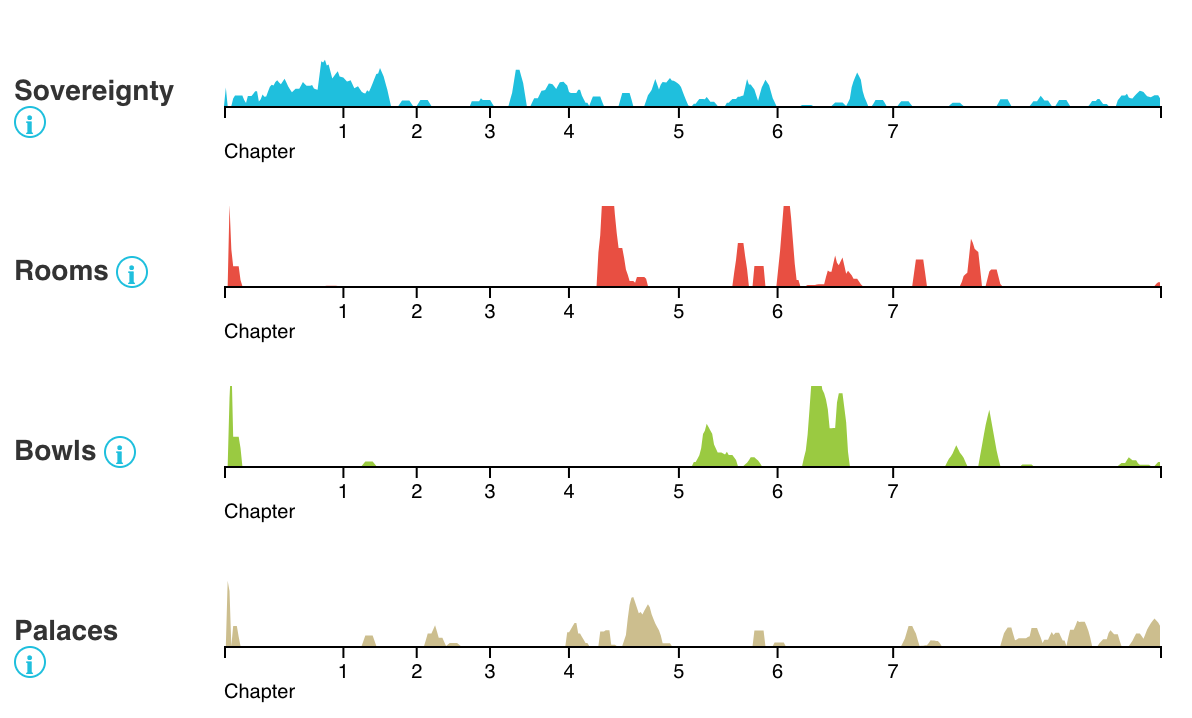 Sovereignty
i
1 2 3 4 5 6 7
Chapter
Rooms i
1 2 3 4 5 6 7
Chapter
Bowls i
1 2 3 4 5 6 7
Chapter
Palaces
i
1 2 3 4 5 6 7
Chapter